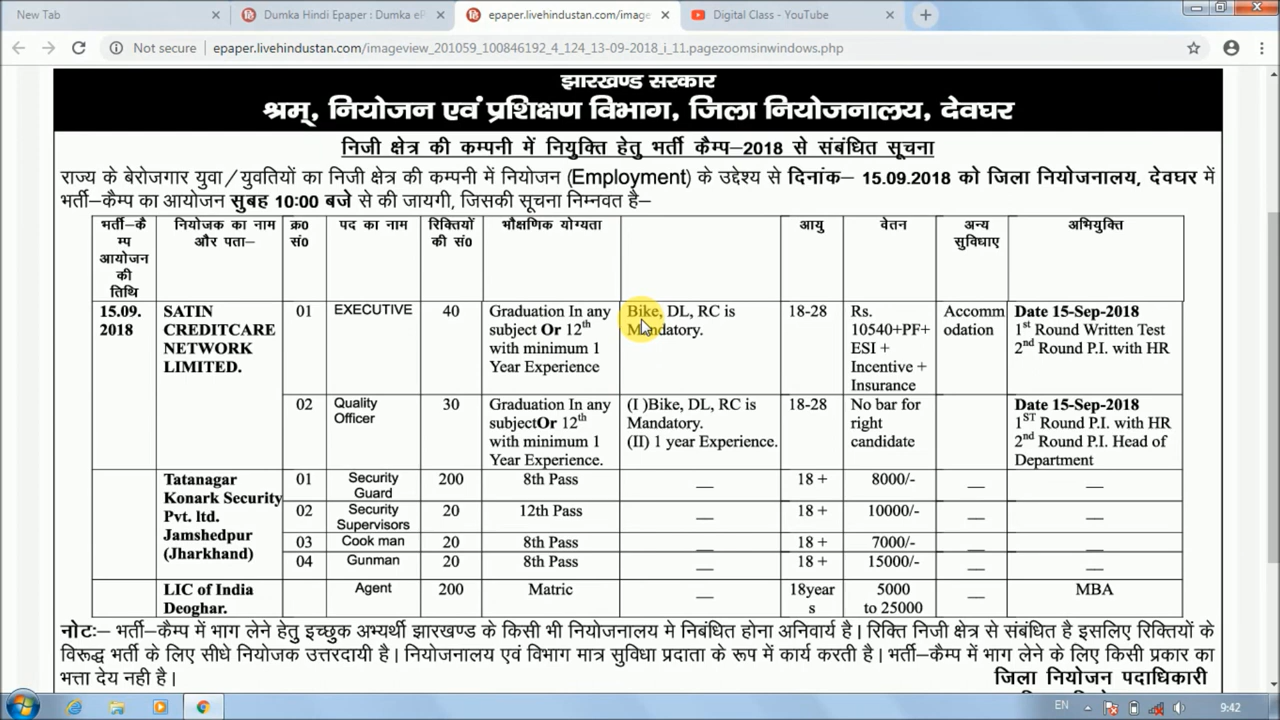 New Tab
Dumka Hindi Epaper : Dumka eP
epaper.livehindustan.com/image
Digital Class - YouTube
Not secure epaper.livehindustan.com/imageview_201059_100846192_4_124_13-09-2018_i_11.pagezoomsinwindows.php
झारखण्ड सरकार
श्रम्, नियोजन एवं प्रशिक्षण विभाग, जिला नियोजनालय, देवघर
निजी क्षेत्र की कम्पनी में नियुक्ति हेतु भर्ती कैम्प–2018 से संबंधित सूचना
राज्य के बेरोजगार युवा/युवतियों का निजी क्षेत्र की कम्पनी में नियोजन (Employment) के उद्देश्य से दिनांक– 15.09.2018 को जिला नियोजनालय, देवघर में
भर्ती–कैम्प का आयोजन सुबह 10:00 बजे से की जायगी, जिसकी सूचना निम्नवत है–
भर्ती–कै
म्प
आयोजन
की
तिथि
नियोजक का नाम
और पता–
क्र0
सं0
पद का नाम
रिक्तियों
की सं0
भौक्षणिक योग्यता
आयु
वेतन
अन्य
सुविधाए
अभियुक्ति
15.09.
2018
SATIN
CREDITCARE
NETWORK
LIMITED.
01
EXECUTIVE
40
Graduation In any
subject Or 12th
with minimum 1
Year Experience
Bike, DL, RC is
Mandatory.
18-28
Rs.
10540+PF+
ESI +
Incentive +
Insurance
Accomm
odation
Date 15-Sep-2018
1st Round Written Test
2nd Round P.I. with HR
02
Quality
Officer
30
Graduation In any
subjectOr 12th
with minimum 1
Year Experience.
(I )Bike, DL, RC is
Mandatory.
(II) 1 year Experience.
18-28
No bar for
right
candidate
Date 15-Sep-2018
1ST Round P.I. with HR
2nd Round P.I. Head of
Department
Tatanagar
Konark Security
Pvt. ltd.
Jamshedpur
(Jharkhand)
01
Security
Guard
200
8th Pass
—
18 +
8000/-
—
—
02
Security
Supervisors
20
12th Pass
—
18 +
10000/-
—
—
03
Cook man
20
8th Pass
—
18 +
7000/-
—
—
04
Gunman
20
8th Pass
—
18 +
15000/-
—
—
LIC of India
Deoghar.
Agent
200
Matric
—
18year
s
5000
to 25000
—
MBA
नोटः– भर्ती–कैम्प में भाग लेने हेतु इच्छुक अभ्यर्थी झारखण्ड के किसी भी नियोजनालय मे निबंधित होना अनिवार्य है। रिक्ति निजी क्षेत्र से संबंधित है इसलिए रिक्तियों के
विरूद्ध भर्ती के लिए सीधे नियोजक उत्तरदायी है। नियोजनालय एवं विभाग मात्र सुविधा प्रदाता के रूप में कार्य करती है। भर्ती–कैम्प में भाग लेने के लिए किसी प्रकार का
भत्ता देय नही है।
जिला नियोजन पदाधिकारी
EN
9:42